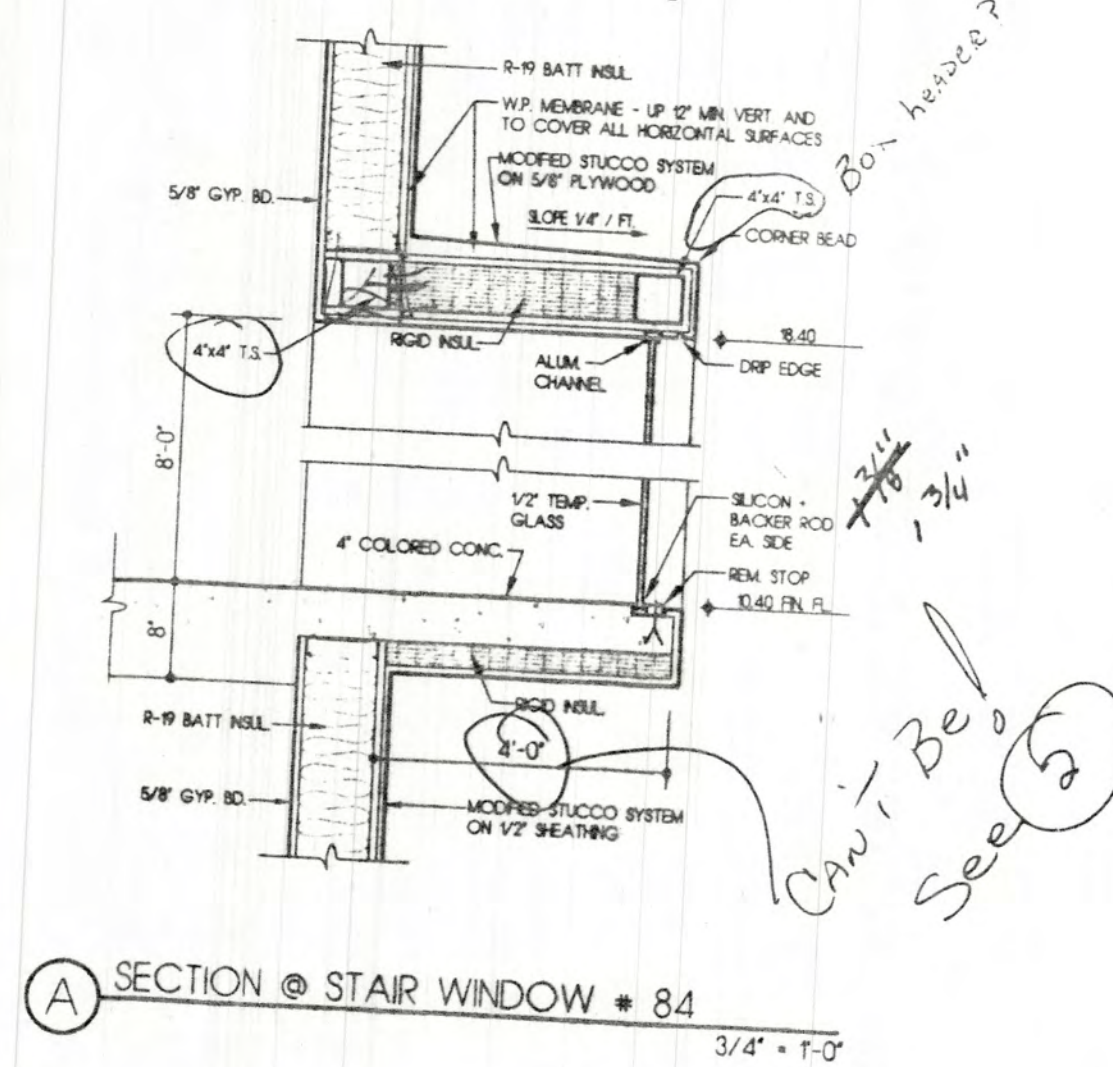 Box header?
R-19 BATT INSUL.
W.P. MEMBRANE - UP 12" MIN. VERT. AND
TO COVER ALL HORIZONTAL SURFACES
MODIFIED STUCCO SYSTEM
ON 5/8" PLYWOOD
5/8" GYP. BD.
4"x4" T.S.
SLOPE 1/4" / FT.
CORNER BEAD
4"x4" T.S.
RIGID INSUL.
18.40
ALUM.
CHANNEL
DRIP EDGE
8'-0"
1/2" TEMP.
GLASS
SILICON +
BACKER ROD
EA. SIDE
1 3/4"
4" COLORED CONC.
REM. STOP
10.40 FIN. FL.
8"
RIGID INSUL.
R-19 BATT INSUL.
4'-0"
CAN'T Be!
See 5
5/8" GYP. BD.
MODIFIED STUCCO SYSTEM
ON 1/2" SHEATHING
A SECTION @ STAIR WINDOW # 84
3/4" = 1'-0"